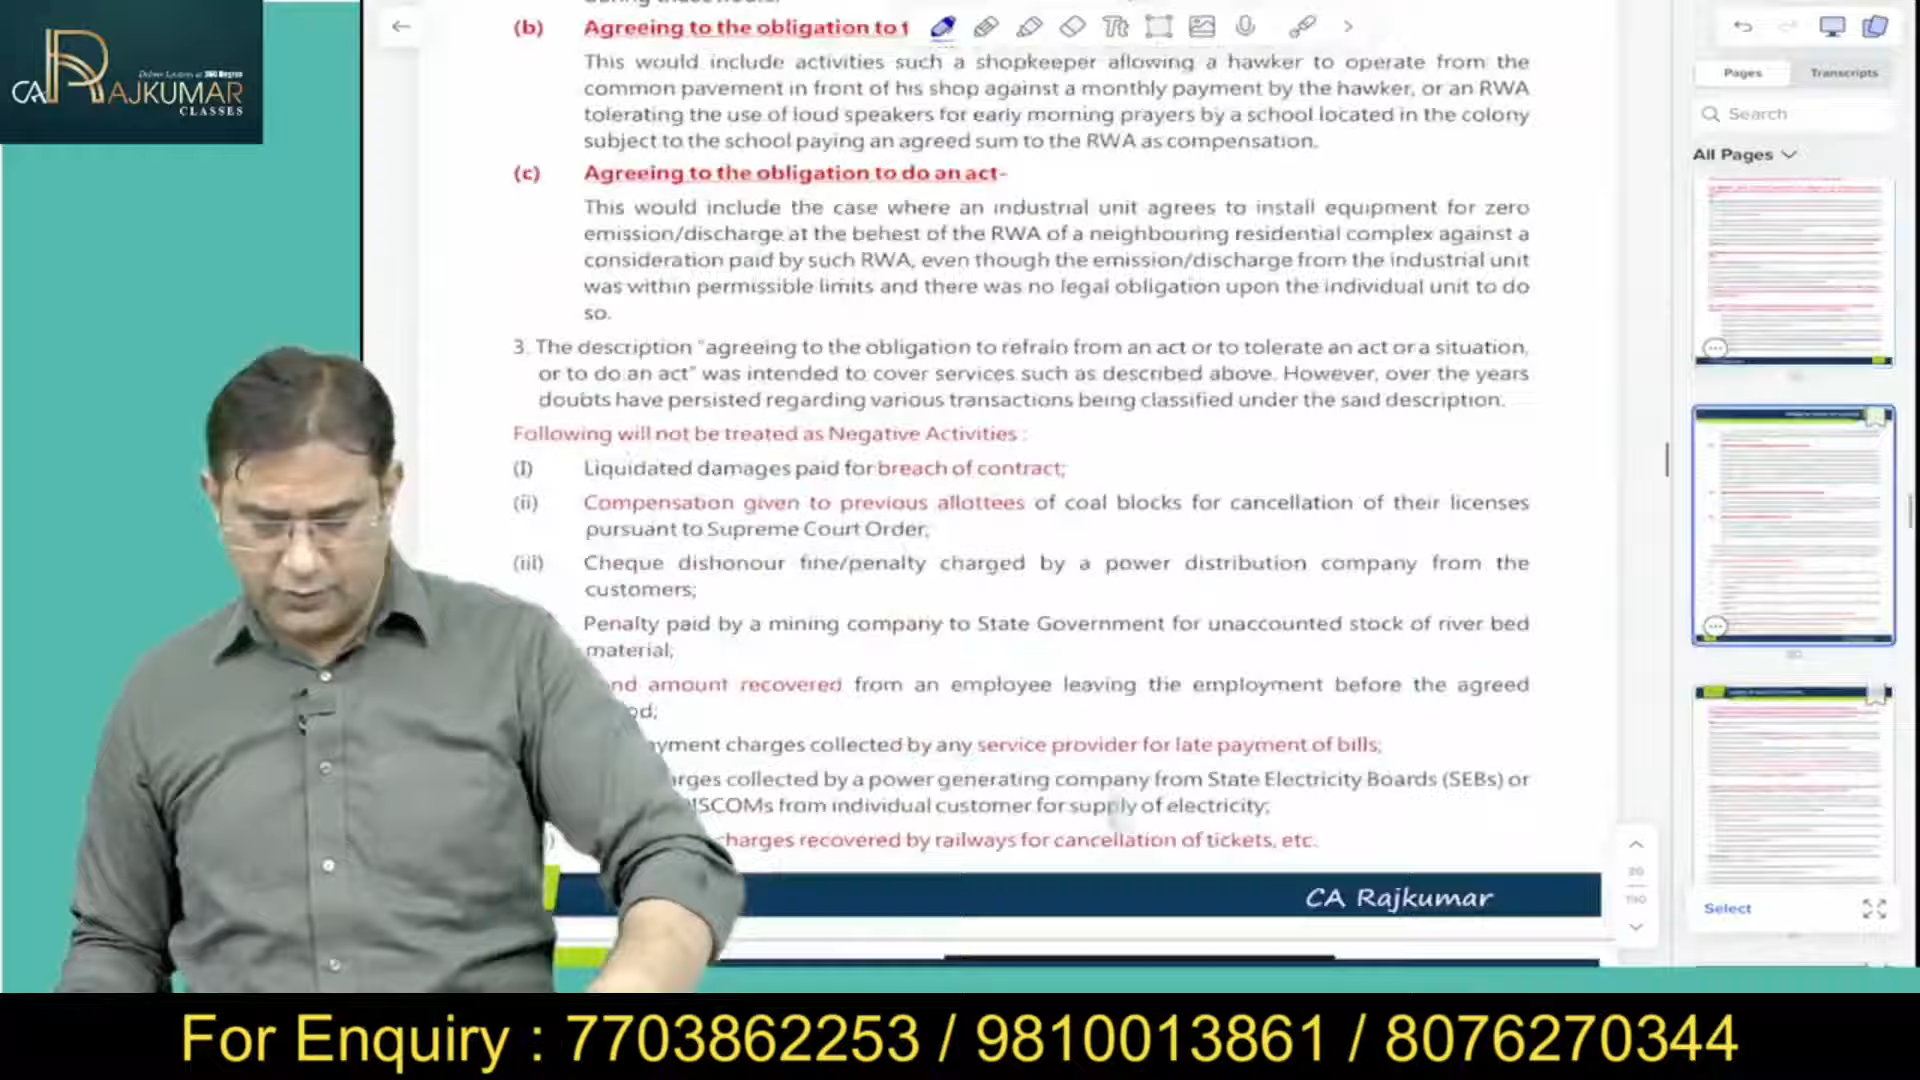 CA RAJKUMAR
CLASSES
(b) Agreeing to the obligation to t
This would include activities such a shopkeeper allowing a hawker to operate from the
common pavement in front of his shop against a monthly payment by the hawker, or an RWA
tolerating the use of loud speakers for early morning prayers by a school located in the colony
subject to the school paying an agreed sum to the RWA as compensation.
(c) Agreeing to the obligation to do an act-
This would include the case where an industrial unit agrees to install equipment for zero
emission/discharge at the behest of the RWA of a neighbouring residential complex against a
consideration paid by such RWA, even though the emission/discharge from the industrial unit
was within permissible limits and there was no legal obligation upon the individual unit to do
so.
3. The description "agreeing to the obligation to refrain from an act or to tolerate an act or a situation,
or to do an act" was intended to cover services such as described above. However, over the years
doubts have persisted regarding various transactions being classified under the said description.
Following will not be treated as Negative Activities :
(I) Liquidated damages paid for breach of contract;
(ii) Compensation given to previous allottees of coal blocks for cancellation of their licenses
pursuant to Supreme Court Order;
(iii) Cheque dishonour fine/penalty charged by a power distribution company from the
customers;
Penalty paid by a mining company to State Government for unaccounted stock of river bed
material;
nd amount recovered from an employee leaving the employment before the agreed
od;
yment charges collected by any service provider for late payment of bills;
rges collected by a power generating company from State Electricity Boards (SEBs) or
ISCOMs from individual customer for supply of electricity;
harges recovered by railways for cancellation of tickets, etc.
CA Rajkumar
Pages Transcripts
Search
All Pages
Select
20
190
For Enquiry : 7703862253 / 9810013861 / 8076270344